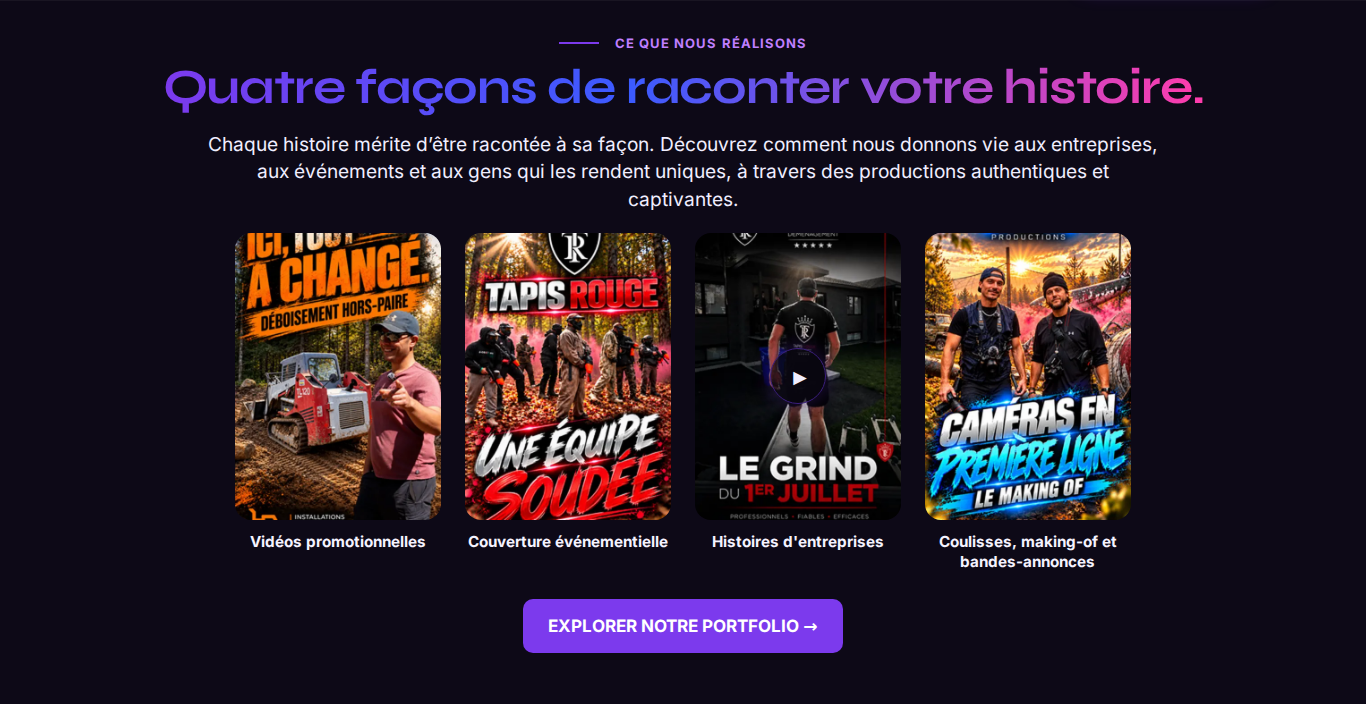 CE QUE NOUS RÉALISONS
Quatre façons de raconter votre histoire.
Chaque histoire mérite d’être racontée à sa façon. Découvrez comment nous donnons vie aux entreprises,
aux événements et aux gens qui les rendent uniques, à travers des productions authentiques et
captivantes.
ICI, TOUT
A CHANGÉ.
DÉBOISEMENT HORS-PAIRE
INSTALLATIONS
TAPIS ROUGE
UNE ÉQUIPE
SOUDÉE
DÉMÉNAGEMENT
LE GRIND
DU 1ER JUILLET
PROFESSIONNELS - FIABLES - EFFICACES
PRODUCTIONS
CAMÉRAS EN
PREMIÈRE LIGNE
LE MAKING OF
Vidéos promotionnelles
Couverture événementielle
Histoires d'entreprises
Coulisses, making-of et
bandes-annonces
EXPLORER NOTRE PORTFOLIO →